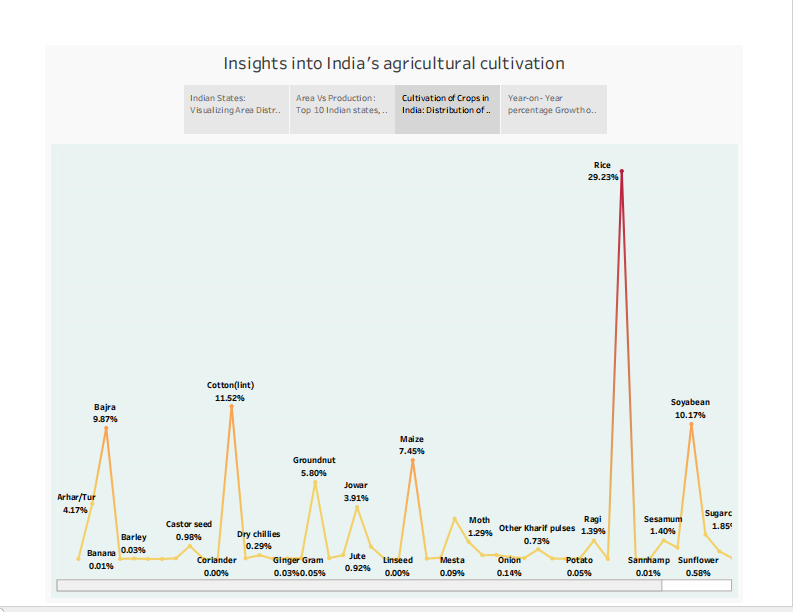 Insights into India's agricultural cultivation
Indian States:
Visualizing Area Distr..
Area Vs Production :
Top 10 Indian states, ..
Cultivation of Crops in
India: Distribution of ..
Year-on- Year
percentage Growth o..
Rice
29.23%
Cotton(lint)
11.52%
Soyabean
10.17%
Bajra
9.87%
Maize
7.45%
Groundnut
5.80%
Jowar
3.91%
Arhar/Tur
4.17%
Castor seed
0.98%
Moth
1.29%
Other Kharif pulses
0.73%
Ragi
1.39%
Sesamum
1.40%
Sugarc
1.85%
Barley
0.03%
Dry chillies
0.29%
Banana
0.01%
Coriander
0.00%
Ginger
0.03%
Gram
0.05%
Jute
0.92%
Linseed
0.00%
Mesta
0.09%
Onion
0.14%
Potato
0.05%
Sannhamp
0.01%
Sunflower
0.58%